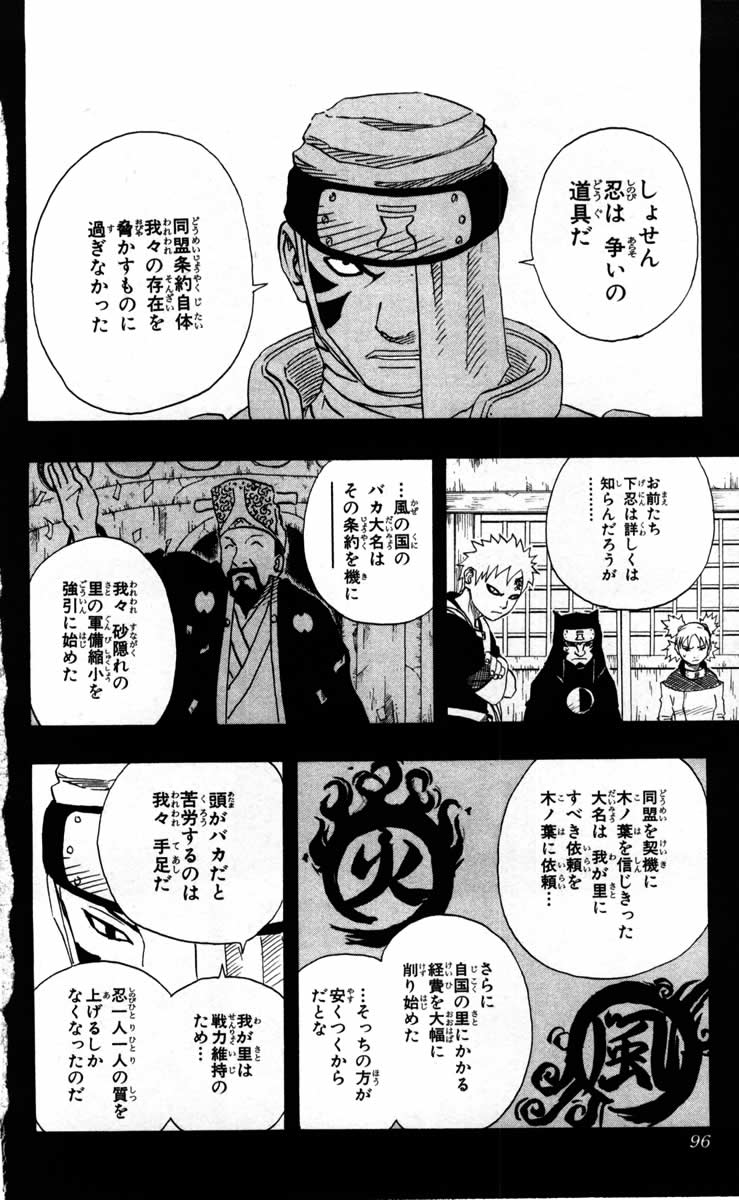 しょせん
忍は 争いの
道具だ
同盟条約自体
我々の存在を
脅かすものに
過ぎなかった
お前たち
下忍は詳しくは
知らんだろうが
………
…風の国の
バカ大名は
その条約を機に
────
我々 砂隠れの
里の軍備縮小を
強引に始めた
同盟を契機に
木ノ葉を信じきった
大名は 我が里に
すべき依頼を
木ノ葉に依頼…
さらに
自国の里にかかる
経費を大幅に
削り始めた
…そっちの方が
安くつくから
だとな
火
風
頭がバカだと
苦労するのは
我々 手足だ
我が里は
戦力維持の
ため…
忍一人一人の質を
上げるしか
なくなったのだ
96